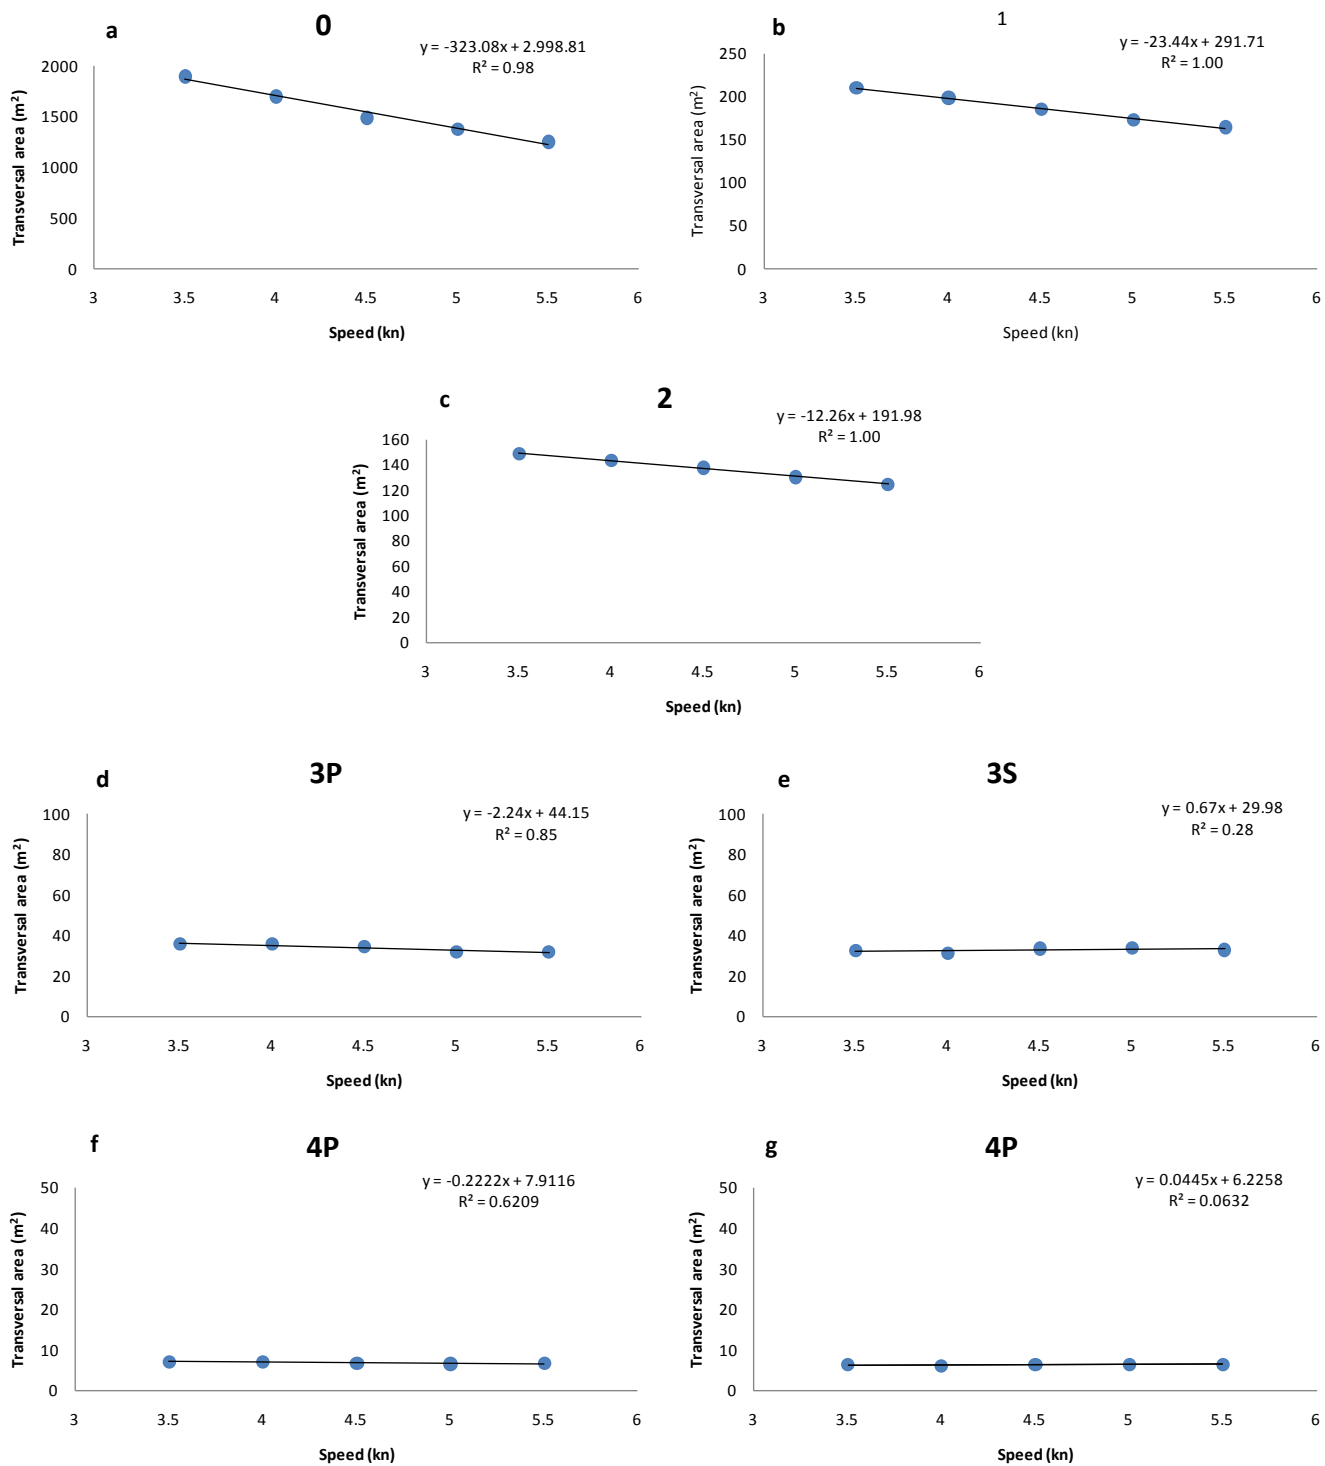 a
0
y = -323.08x + 2.998.81
R² = 0.98
Transversal area (m²)
2000
1500
1000
500
0
3 3.5 4 4.5 5 5.5 6
Speed (kn)
b
1
y = -23.44x + 291.71
R² = 1.00
Transversal area (m²)
250
200
150
100
50
0
3 3.5 4 4.5 5 5.5 6
Speed (kn)
c
2
y = -12.26x + 191.98
R² = 1.00
Transversal area (m²)
160
140
120
100
80
60
40
20
0
3 3.5 4 4.5 5 5.5 6
Speed (kn)
d
3P
y = -2.24x + 44.15
R² = 0.85
Transversal area (m²)
100
80
60
40
20
0
3 3.5 4 4.5 5 5.5 6
Speed (kn)
e
3S
y = 0.67x + 29.98
R² = 0.28
Transversal area (m²)
100
80
60
40
20
0
3 3.5 4 4.5 5 5.5 6
Speed (kn)
f
4P
y = -0.2222x + 7.9116
R² = 0.6209
Transversal area (m²)
50
40
30
20
10
0
3 3.5 4 4.5 5 5.5 6
Speed (kn)
g
4P
y = 0.0445x + 6.2258
R² = 0.0632
Transversal area (m²)
50
40
30
20
10
0
3 3.5 4 4.5 5 5.5 6
Speed (kn)